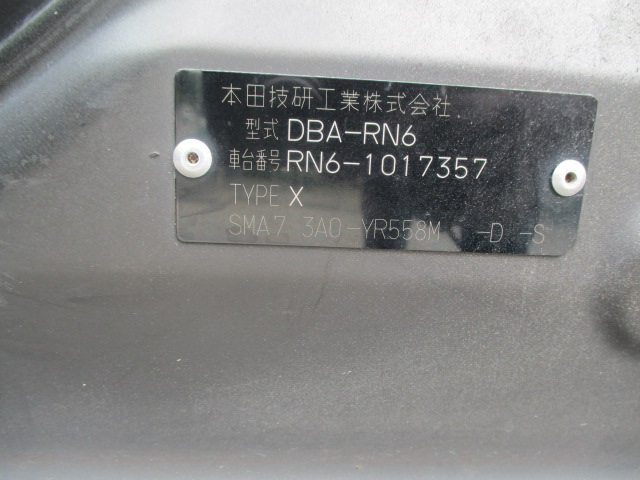 本田技研工業株式会社
型式 DBA-RN6
車台番号 RN6-1017357
TYPE X
SMA7 3A0-YR558M -D -S